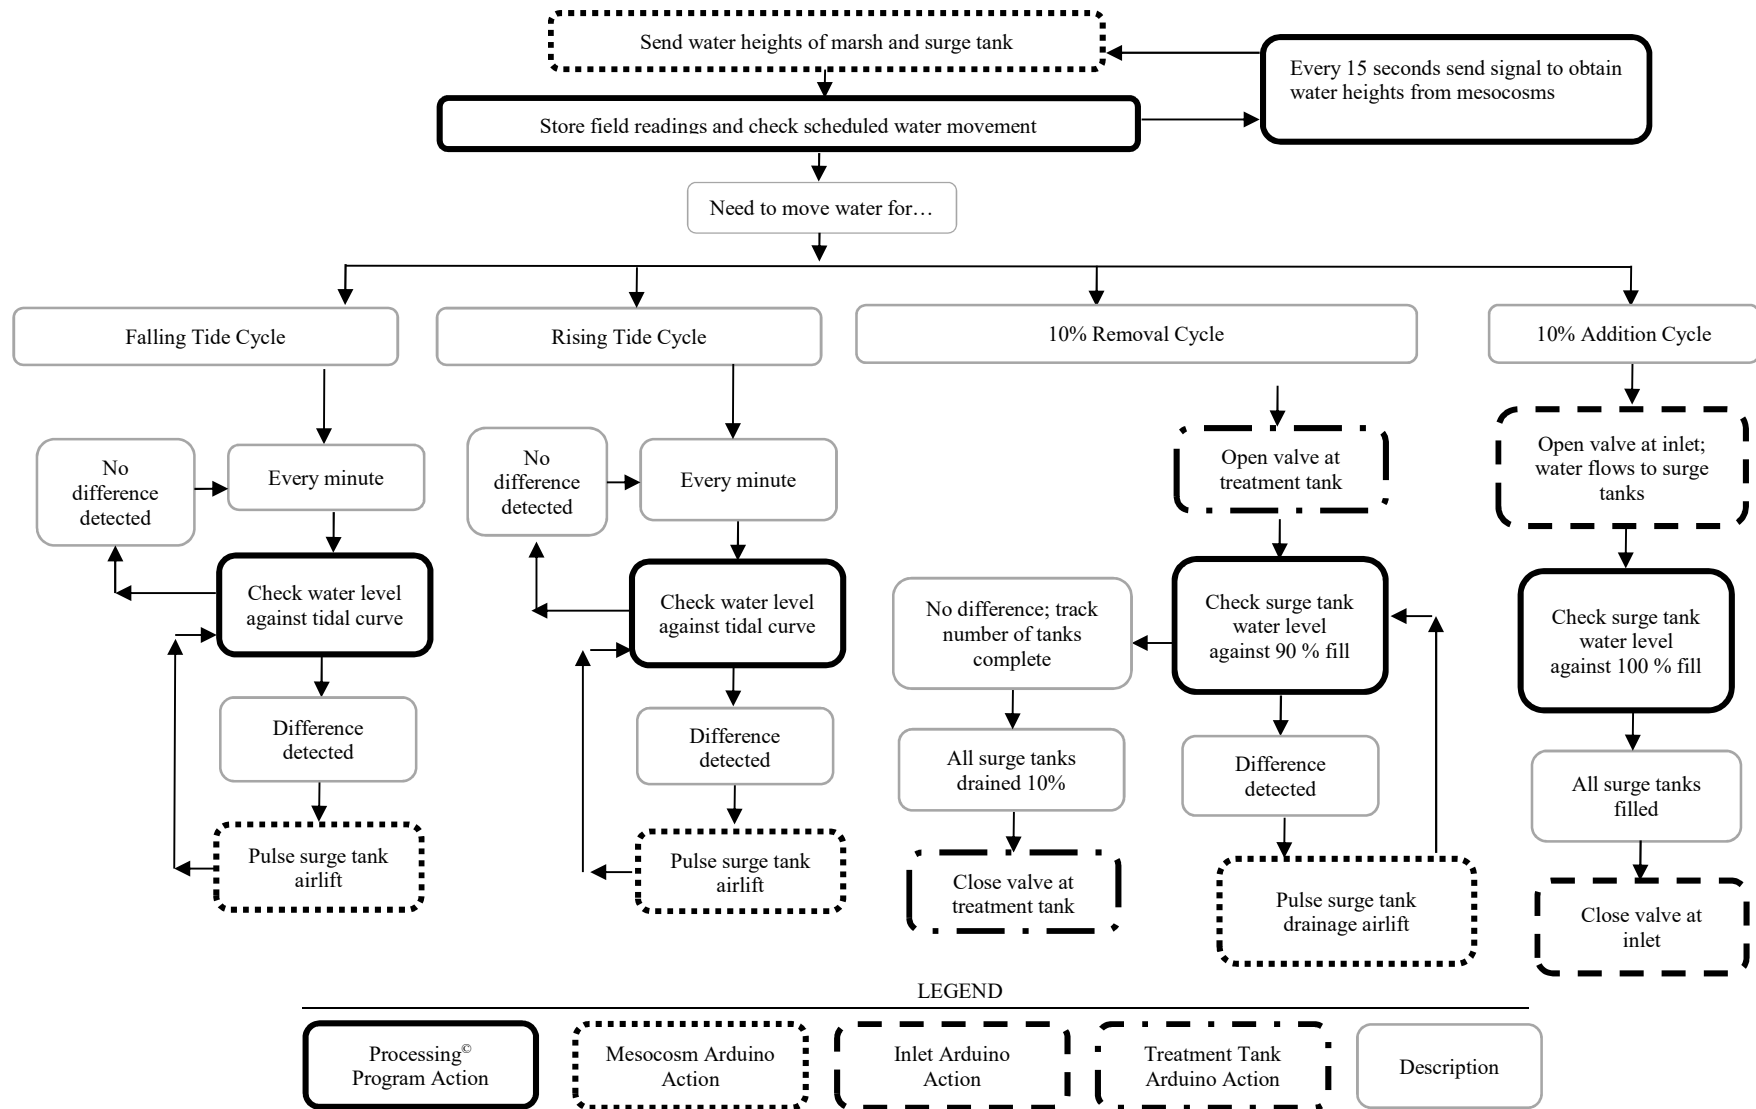 Send water heights of marsh and surge tank
Every 15 seconds send signal to obtain
water heights from mesocosms
Store field readings and check scheduled water movement
Need to move water for…
Falling Tide Cycle
Rising Tide Cycle
10% Removal Cycle
10% Addition Cycle
No
difference
detected
Every minute
No
difference
detected
Every minute
Open valve at
treatment tank
Open valve at inlet;
water flows to surge
tanks
Check water level
against tidal curve
Check water level
against tidal curve
No difference; track
number of tanks
complete
Check surge tank
water level
against 90 % fill
Check surge tank
water level
against 100 % fill
Difference
detected
Difference
detected
All surge tanks
drained 10%
Difference
detected
All surge tanks
filled
Pulse surge tank
airlift
Pulse surge tank
airlift
Close valve at
treatment tank
Pulse surge tank
drainage airlift
Close valve at
inlet
LEGEND
Processing©
Program Action
Mesocosm Arduino
Action
Inlet Arduino
Action
Treatment Tank
Arduino Action
Description